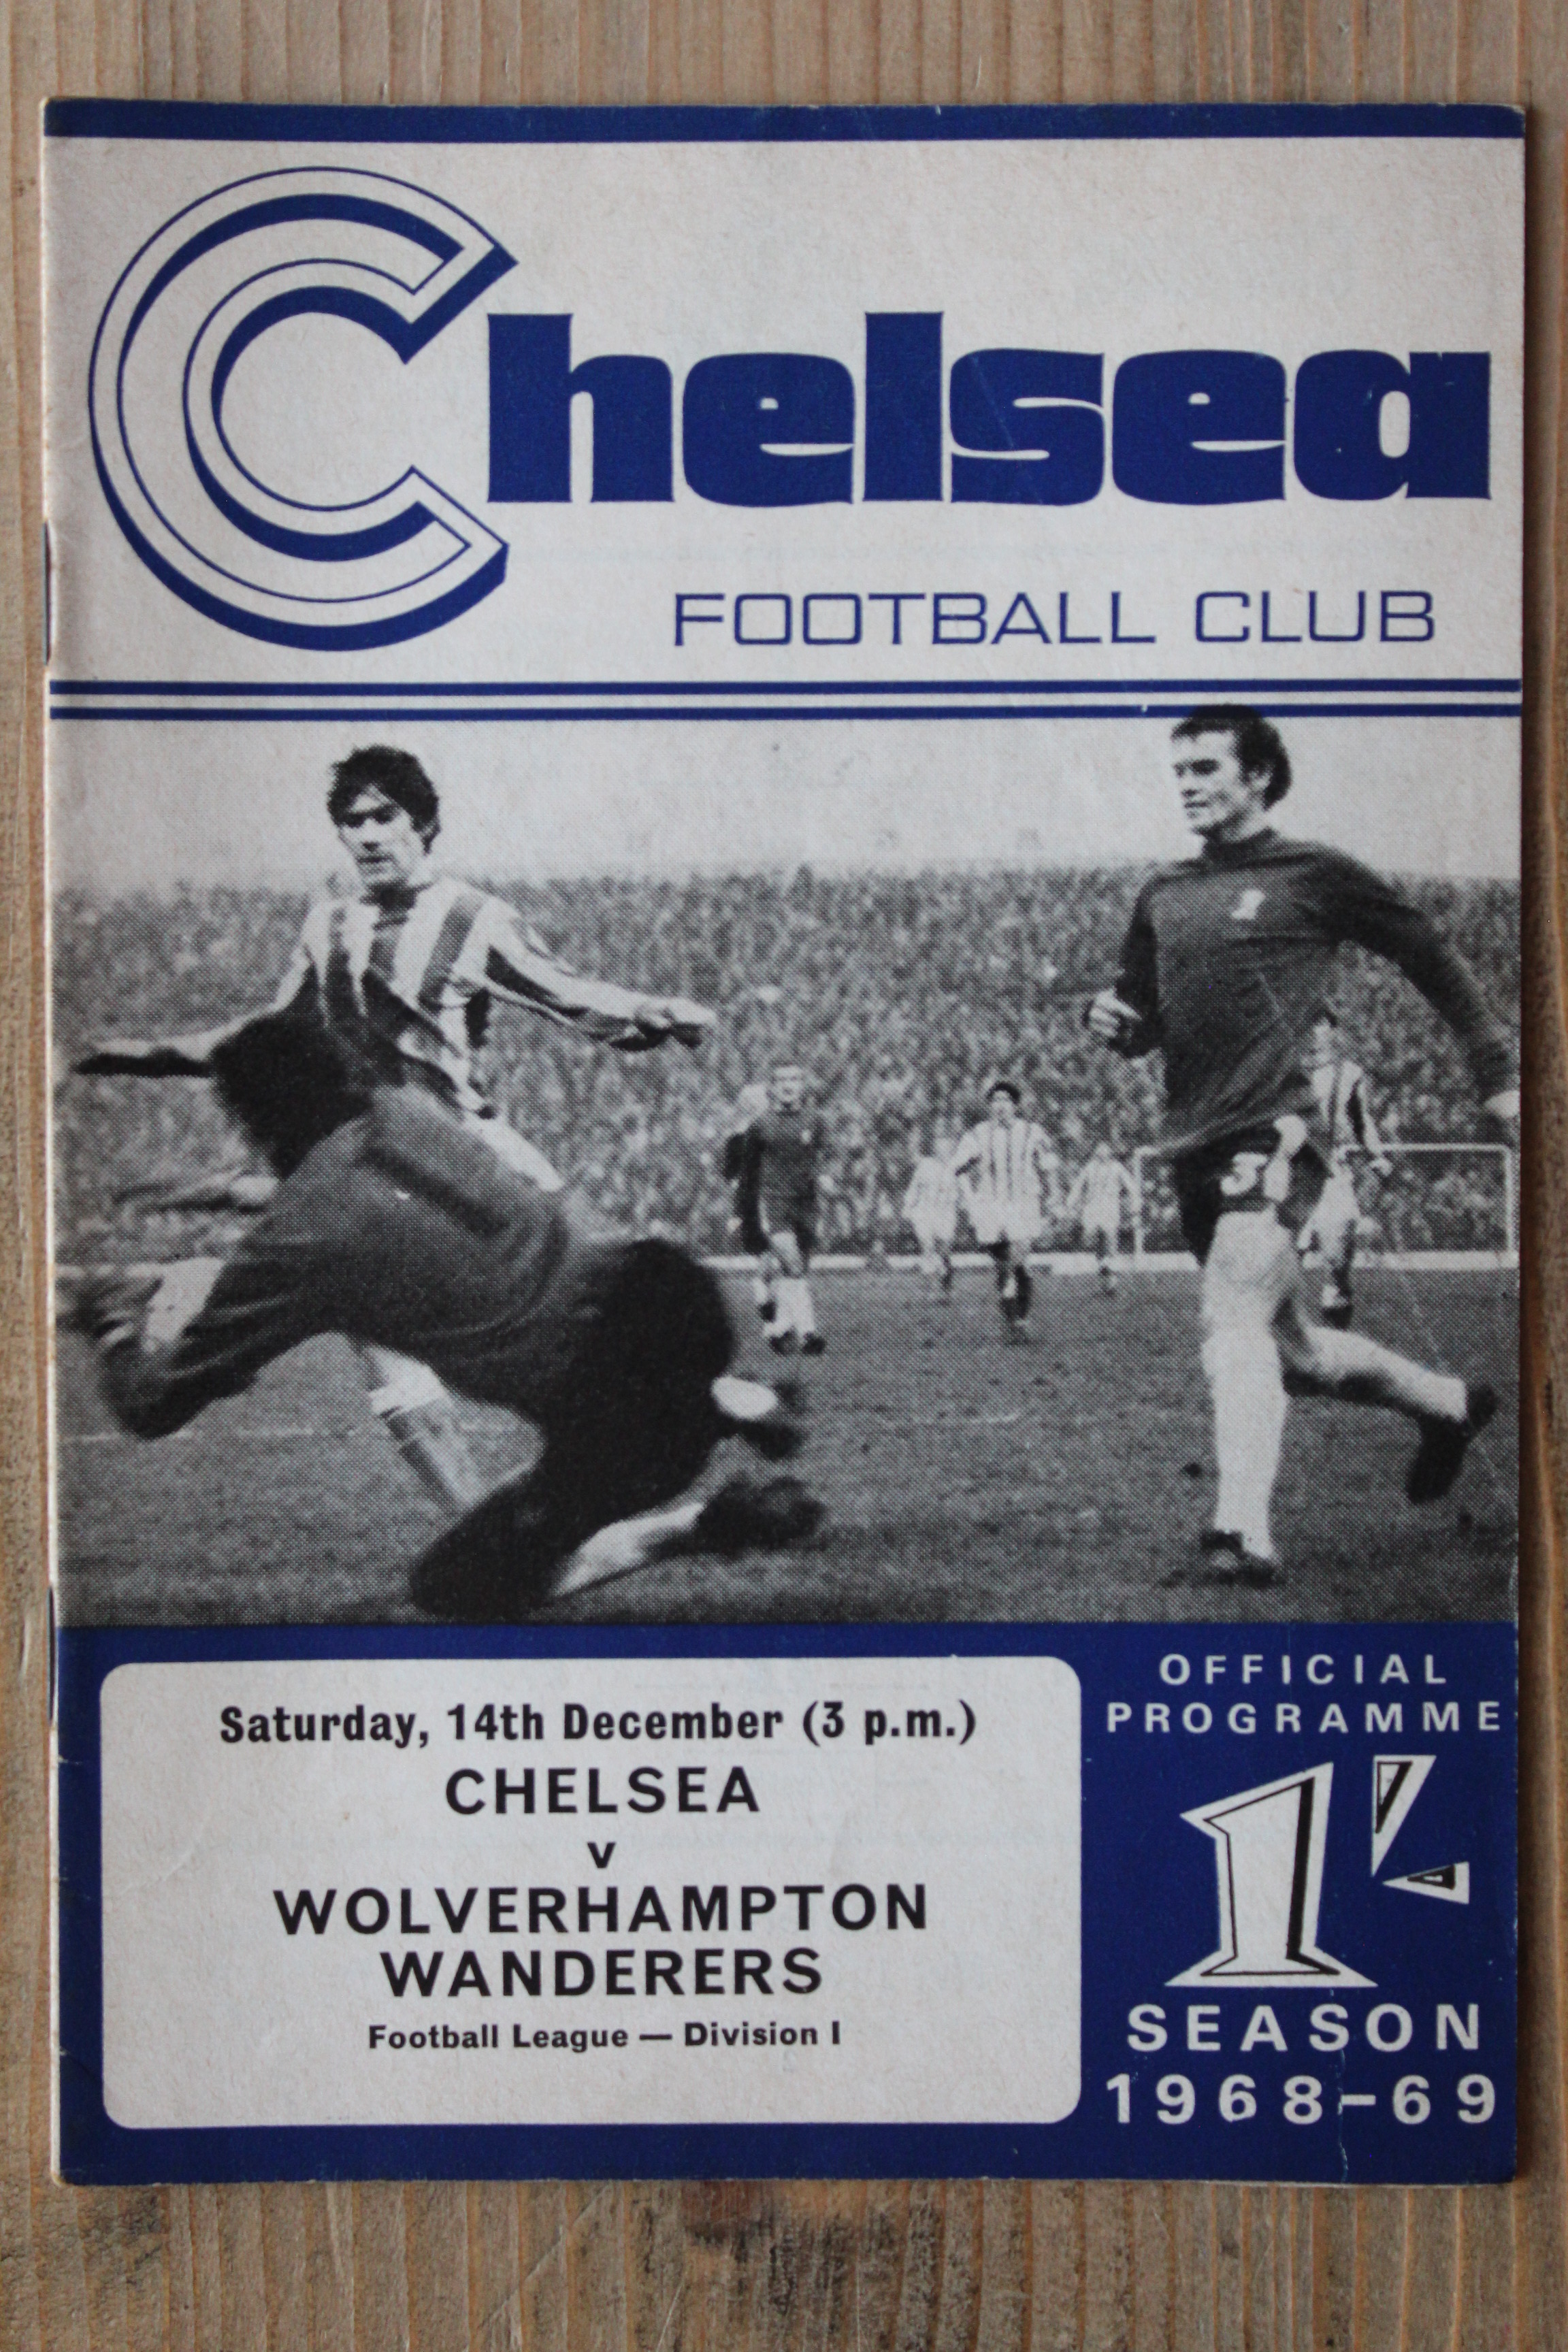 Chelsea
FOOTBALL CLUB
Saturday, 14th December (3 p.m.)
CHELSEA
v
WOLVERHAMPTON
WANDERERS
Football League — Division I
OFFICIAL
PROGRAMME
1/-
SEASON
1968-69